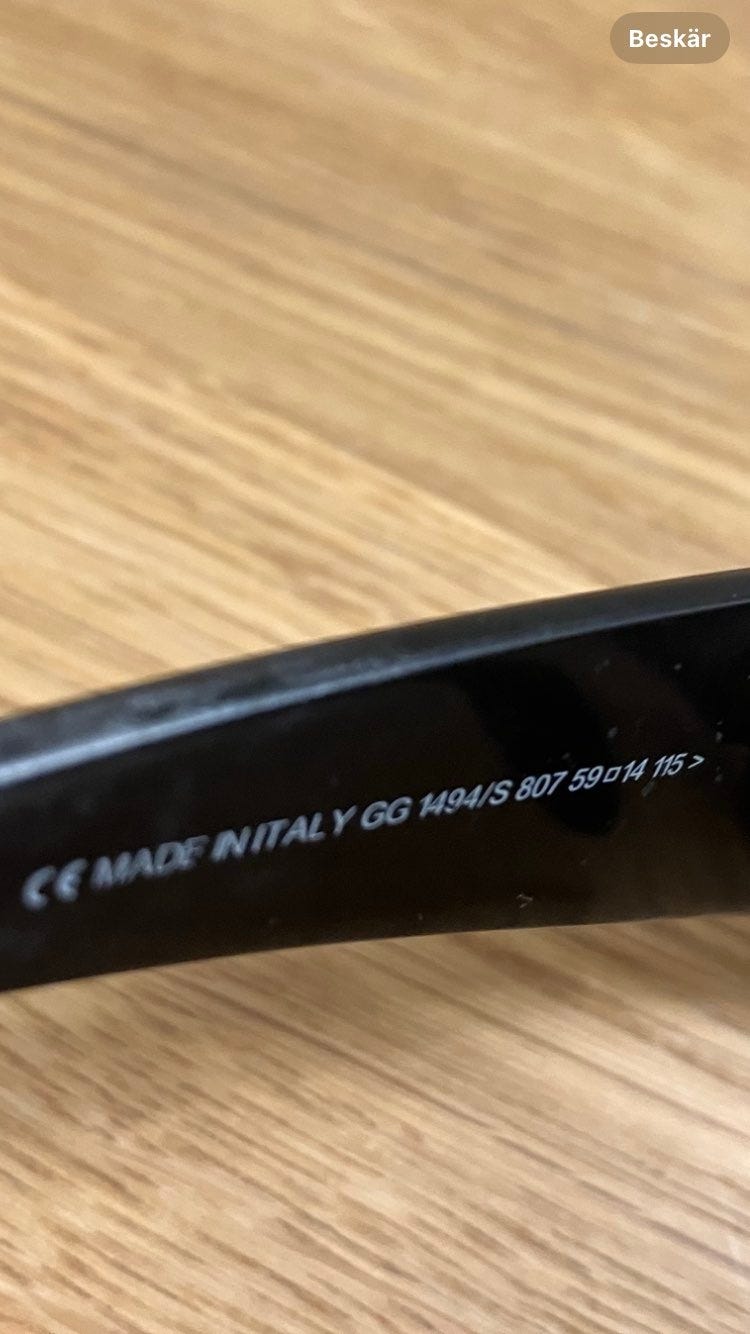 Beskär
CE MADE IN ITALY GG 1494/S 807 59□14 115 >